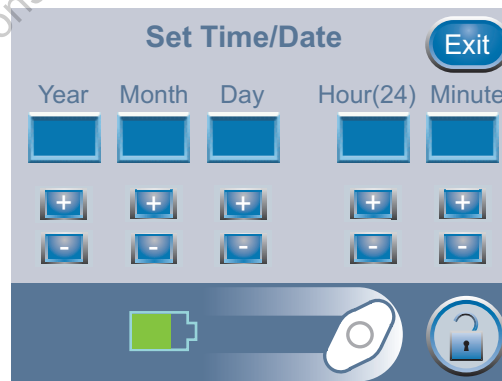 Set Time/Date
Exit
Year Month Day Hour(24) Minute
+ + + + +
- - - - -